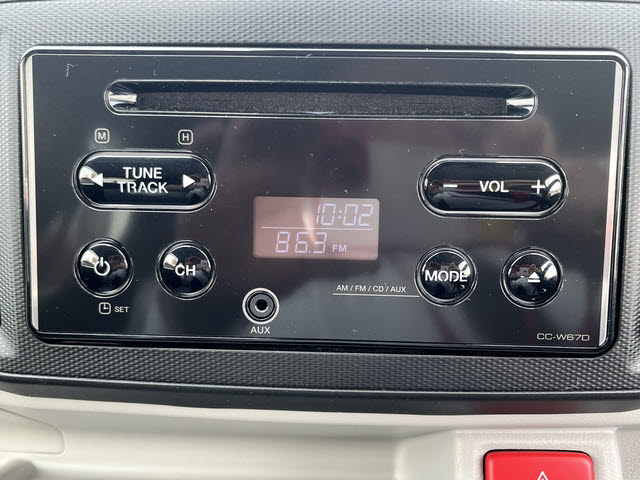 M
H
TUNE
TRACK
- VOL +
10:02
86.3 FM
CH
MODE
AM / FM / CD / AUX
SET
AUX
CC-W67D